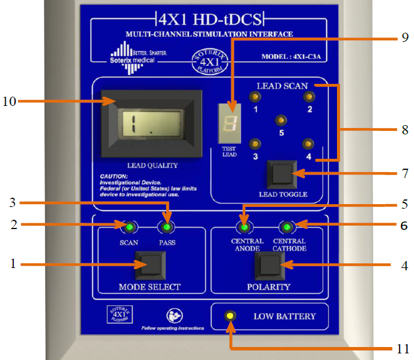 4X1 HD-tDCS
MULTI-CHANNEL STIMULATION INTERFACE
BETTER. SMARTER.
Soterix medical
SOTERIX
4X1
PLATFORM
MODEL : 4X1-C3A
9
10
LEAD SCAN
1
2
5
3
4
8
1
3
TEST
LEAD
LEAD QUALITY
7
LEAD TOGGLE
CAUTION:
Investigational Device.
Federal (or United States) law limits
device to investigational use.
3
2
5
6
SCAN
PASS
CENTRAL
ANODE
CENTRAL
CATHODE
1
4
MODE SELECT
POLARITY
4X1
Follow operating instructions
LOW BATTERY
11